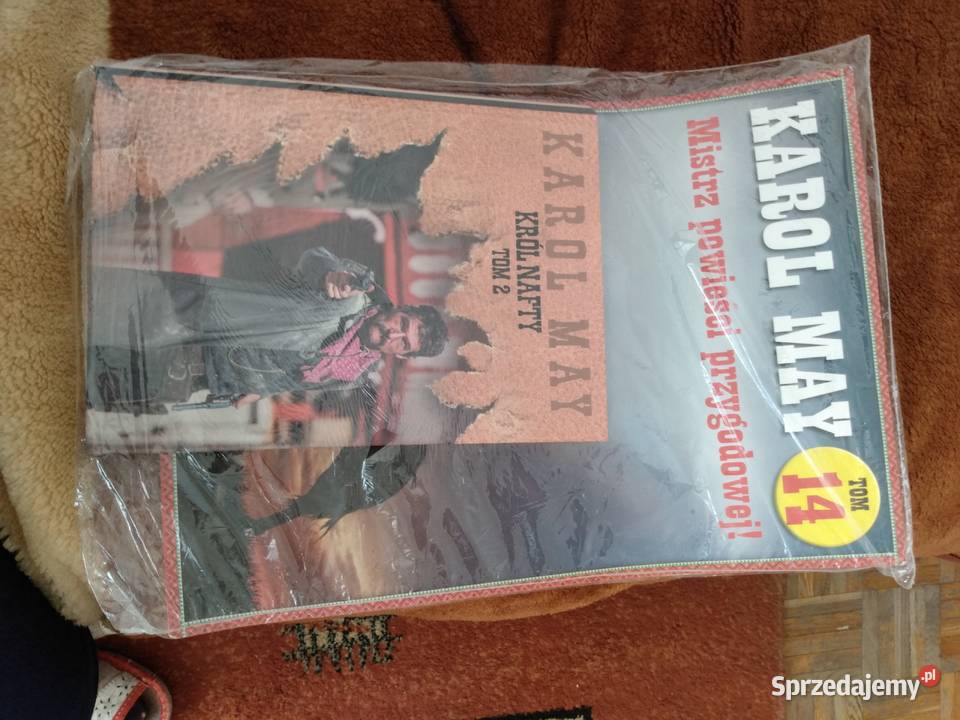 KAROL MAY
Mistrz powieści przygodowej!
TOM
14
KAROL MAY
KRÓL NAFTY
TOM 2
Sprzedajemy.pl